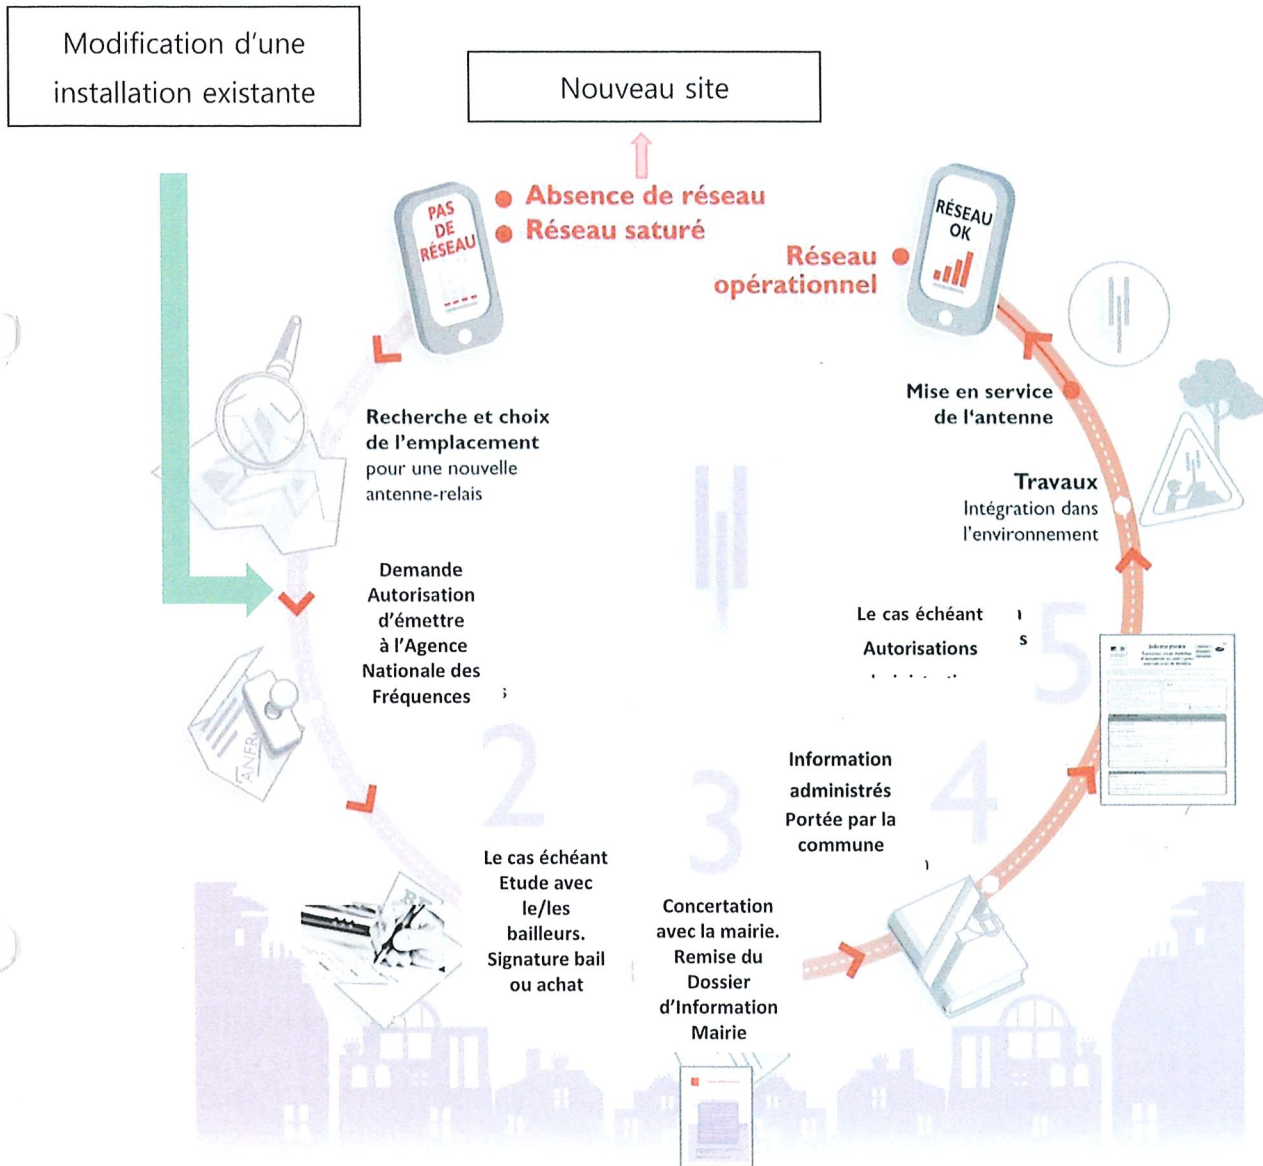 Modification d'une
installation existante
Nouveau site
Absence de réseau
Réseau saturé
PAS
DE
RÉSEAU
RÉSEAU
OK
Réseau
opérationnel
Mise en service
de l'antenne
Recherche et choix
de l'emplacement
pour une nouvelle
antenne-relais
Travaux
Intégration dans
l'environnement
Demande
Autorisation
d'émettre
à l'Agence
Nationale des
Fréquences
ANFR
Le cas échéant
Autorisations
5
2
Information
administrés
Portée par la
commune
4
3
Le cas échéant
Etude avec
le/les
bailleurs.
Signature bail
ou achat
Concertation
avec la mairie.
Remise du
Dossier
d'Information
Mairie